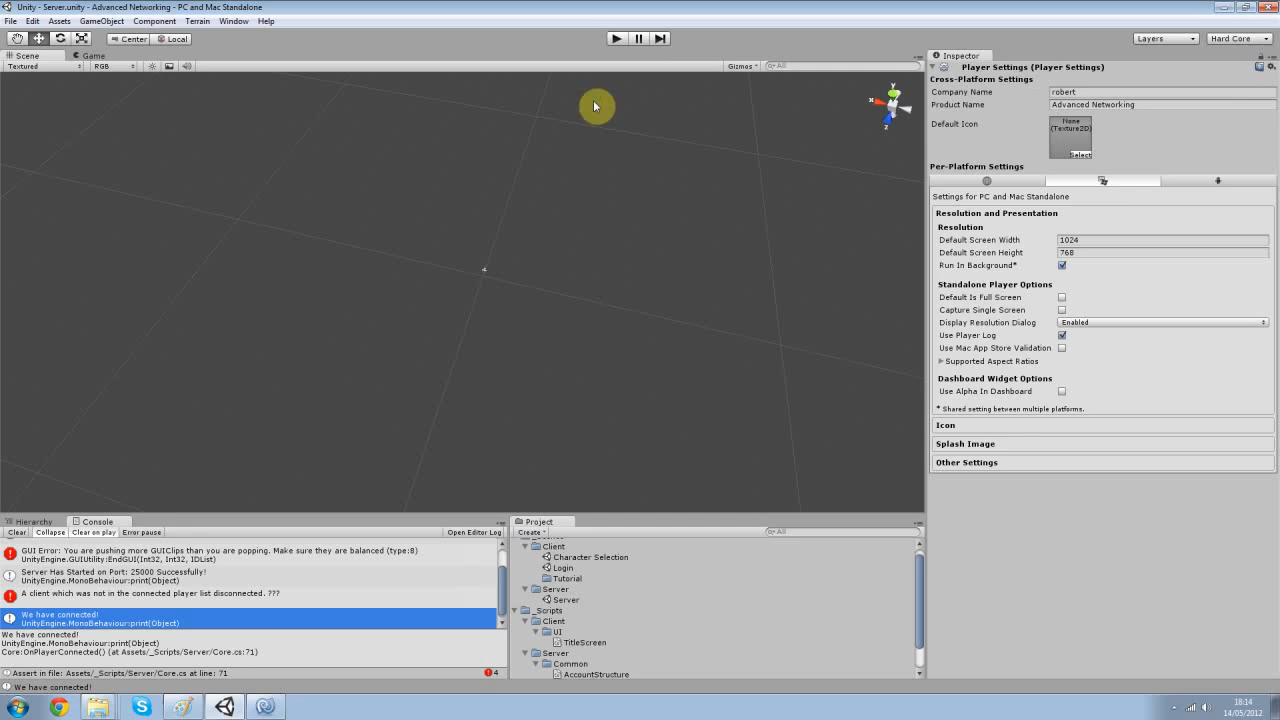 Unity - Server.unity - Advanced Networking - PC and Mac Standalone
File Edit Assets GameObject Component Terrain Window Help
Center Local
Layers
Hard Core
Scene Game
Textured RGB
Gizmos All
y
x
z
Inspector
Player Settings (Player Settings)
Cross-Platform Settings
Company Name robert
Product Name Advanced Networking
Default Icon
None
(Texture2D)
Select
Per-Platform Settings
Settings for PC and Mac Standalone
Resolution and Presentation
Resolution
Default Screen Width 1024
Default Screen Height 768
Run In Background*
Standalone Player Options
Default Is Full Screen
Capture Single Screen
Display Resolution Dialog Enabled
Use Player Log
Use Mac App Store Validation
Supported Aspect Ratios
Dashboard Widget Options
Use Alpha In Dashboard
* Shared setting between multiple platforms.
Icon
Splash Image
Other Settings
Hierarchy Console
Clear Collapse Clear on play Error pause Open Editor Log
GUI Error: You are pushing more GUIClips than you are popping. Make sure they are balanced (type:8)
UnityEngine.GUIUtility:EndGUI(Int32, Int32, IDList)
Server Has Started on Port: 25000 Successfully!
UnityEngine.MonoBehaviour:print(Object)
A client which was not in the connected player list disconnected. ???
We have connected!
UnityEngine.MonoBehaviour:print(Object)
We have connected!
UnityEngine.MonoBehaviour:print(Object)
Core:OnPlayerConnected() (at Assets/_Scripts/Server/Core.cs:71)
Assert in file: Assets/_Scripts/Server/Core.cs at line: 71
4
We have connected!
Project
Create All
Client
Character Selection
Login
Tutorial
Server
Server
_Scripts
Client
UI
TitleScreen
Server
Common
AccountStructure
18:14
14/05/2012